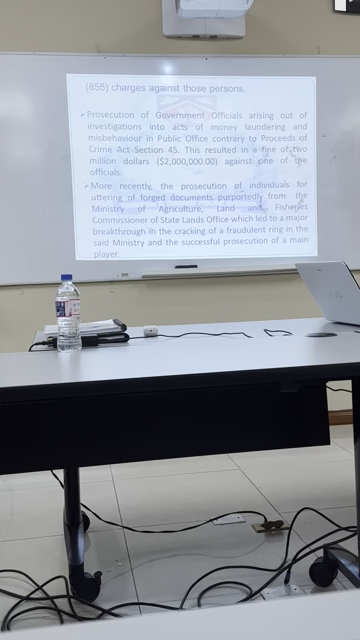 (855) charges against those persons.
➢Prosecution of Government Officials arising out of
investigations into acts of money laundering and
misbehaviour in Public Office contrary to Proceeds of
Crime Act Section 45. This resulted in a fine of two
million dollars ($2,000,000.00) against one of the
officials.
➢More recently, the prosecution of individuals for
uttering of forged documents purportedly from the
Ministry of Agriculture, Land and Fisheries
Commissioner of State Lands Office which led to a major
breakthrough in the cracking of a fraudulent ring in the
said Ministry and the successful prosecution of a main
player.